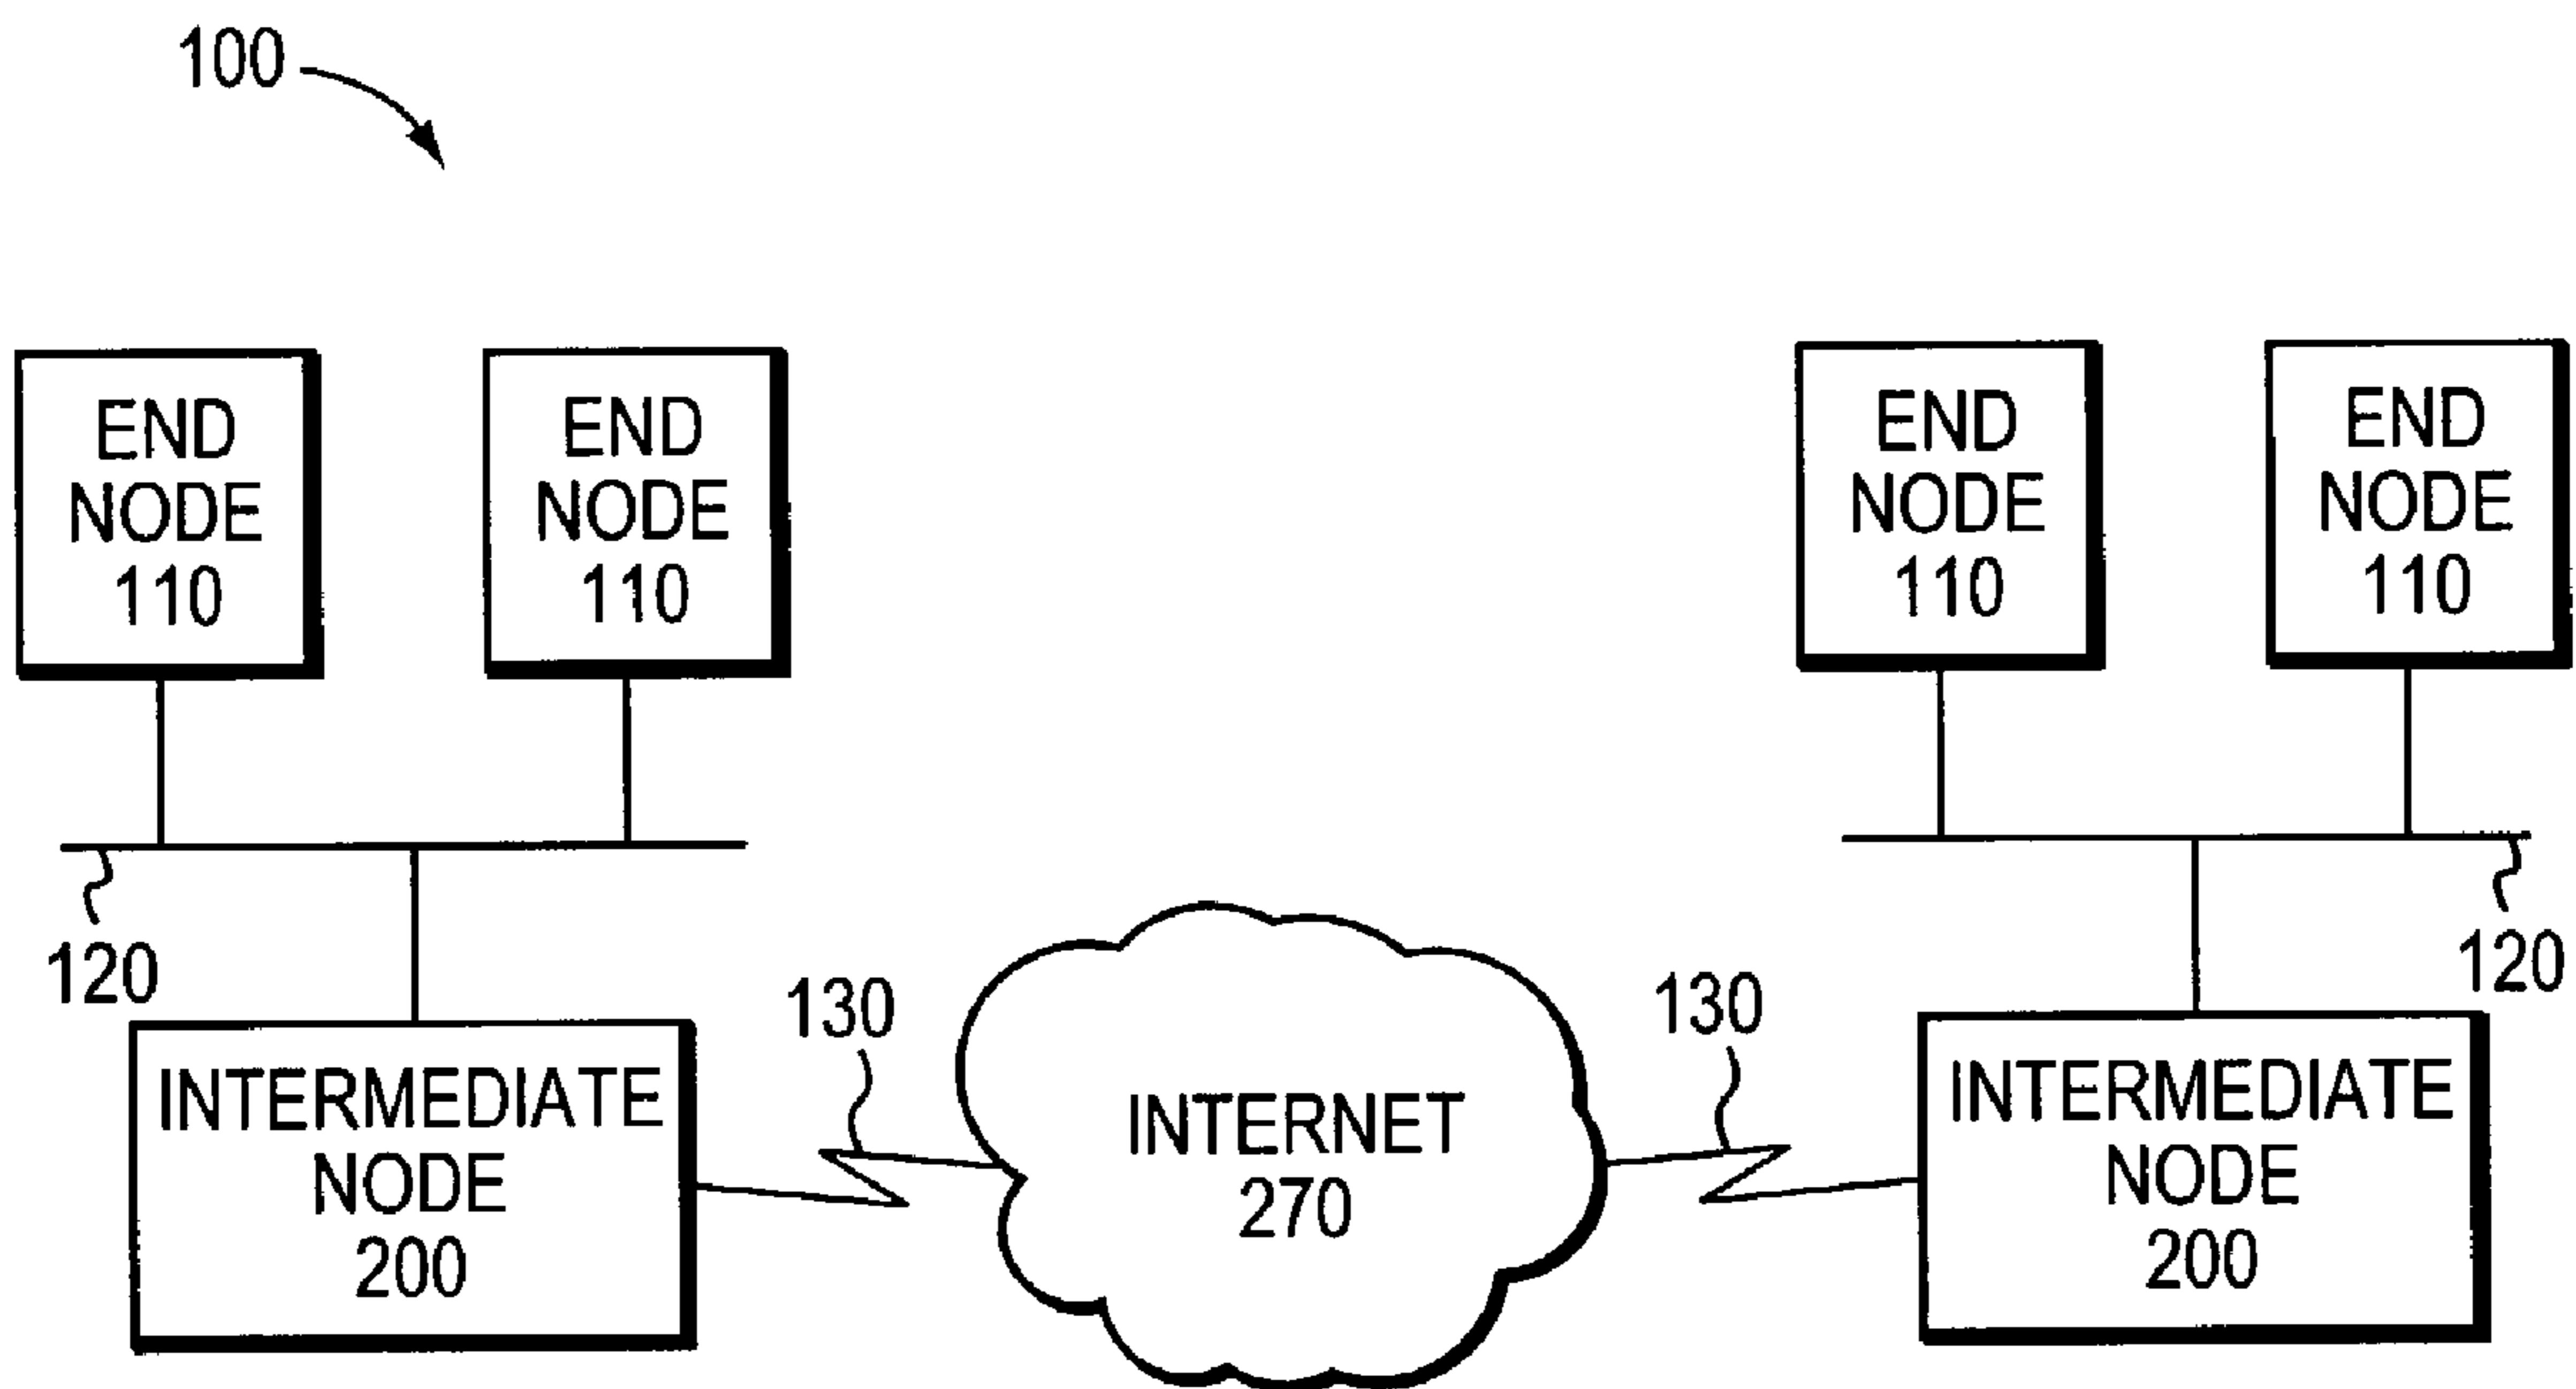 100
END
NODE
110
END
NODE
110
END
NODE
110
END
NODE
110
120
120
130
130
INTERMEDIATE
NODE
200
INTERNET
270
INTERMEDIATE
NODE
200